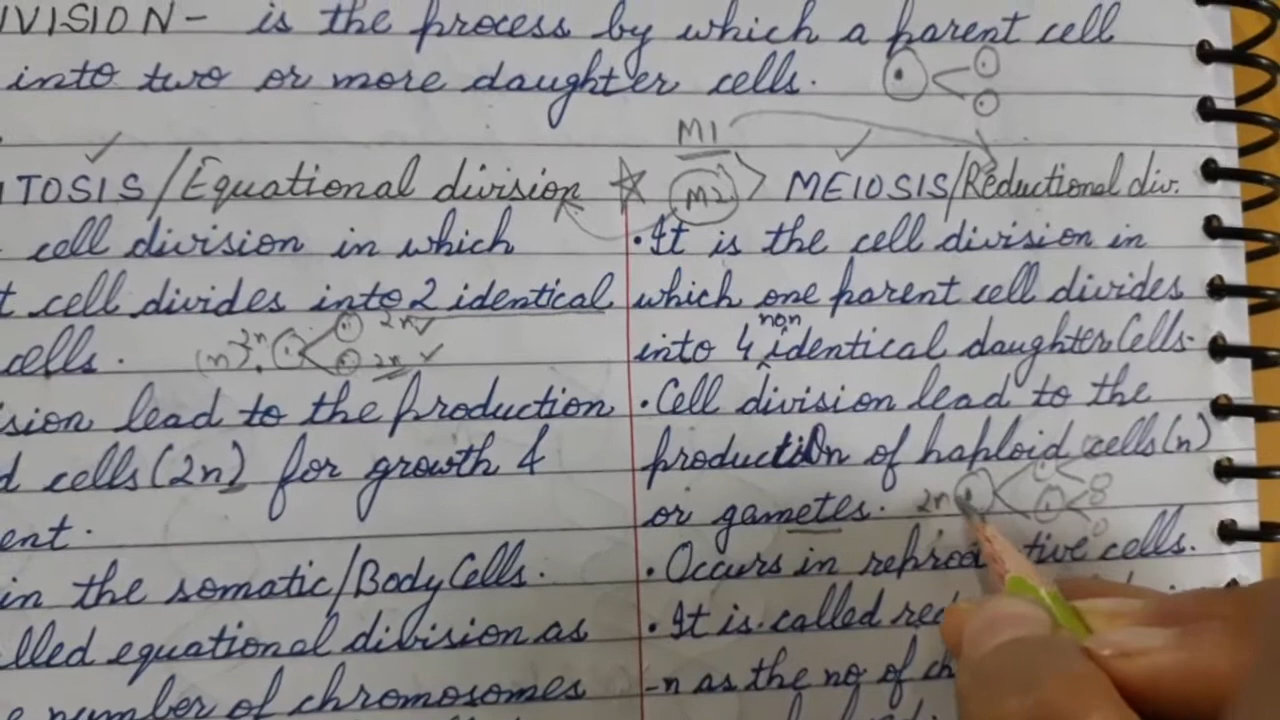 IVISION- is the process by which a parent cell
into two or more daughter cells.
M1
TOSIS/Equational division M2 MEIOSIS/Reductional div.
cell division in which
t cell divides into 2 identical
2n 2n
(n) 2n
cells.
sion lead to the production
d cells (2n) for growth &
ent.
in the somatic/Body Cells.
lled equational division as
number of chromosomes
·It is the cell division in
which one parent cell divides
non
into 4 identical daughter Cells.
·Cell division lead to the
production of haploid cells(n)
or gametes. 2n
·Occurs in reproductive cells.
·It is called red
-n as the no of ch